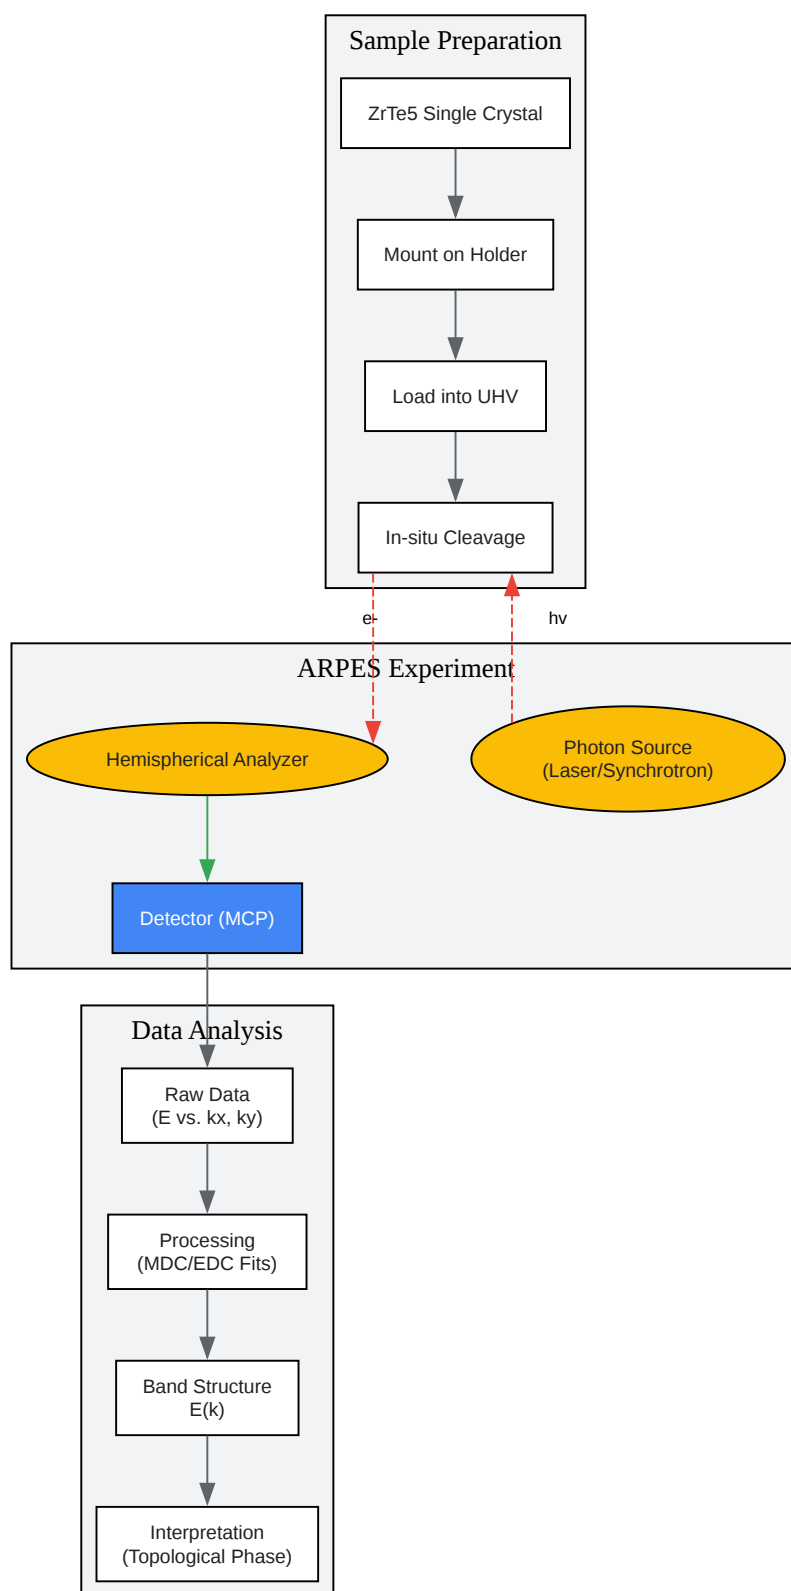 Sample Preparation
ZrTe5 Single Crystal
Mount on Holder
Load into UHV
In-situ Cleavage
e-
hv
ARPES Experiment
Hemispherical Analyzer
Photon Source
(Laser/Synchrotron)
Detector (MCP)
Data Analysis
Raw Data
(E vs. kx, ky)
Processing
(MDC/EDC Fits)
Band Structure
E(k)
Interpretation
(Topological Phase)